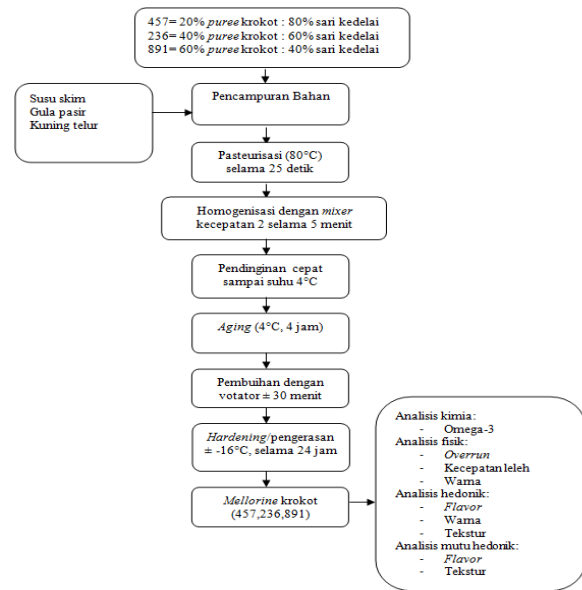 457= 20% puree krokot : 80% sari kedelai
236= 40% puree krokot : 60% sari kedelai
891= 60% puree krokot : 40% sari kedelai
Susu skim
Gula pasir
Kuning telur
Pencampuran Bahan
Pasteurisasi (80°C)
selama 25 detik
Homogenisasi dengan mixer
kecepatan 2 selama 5 menit
Pendinginan cepat
sampai suhu 4°C
Aging (4°C, 4 jam)
Pembuihan dengan
votator ± 30 menit
Hardening/pengerasan
± -16°C, selama 24 jam
Mellorine krokot
(457,236,891)
Analisis kimia:
- Omega-3
Analisis fisik:
- Overrun
- Kecepatan leleh
- Warna
Analisis hedonik:
- Flavor
- Warna
- Tekstur
Analisis mutu hedonik:
- Flavor
- Tekstur